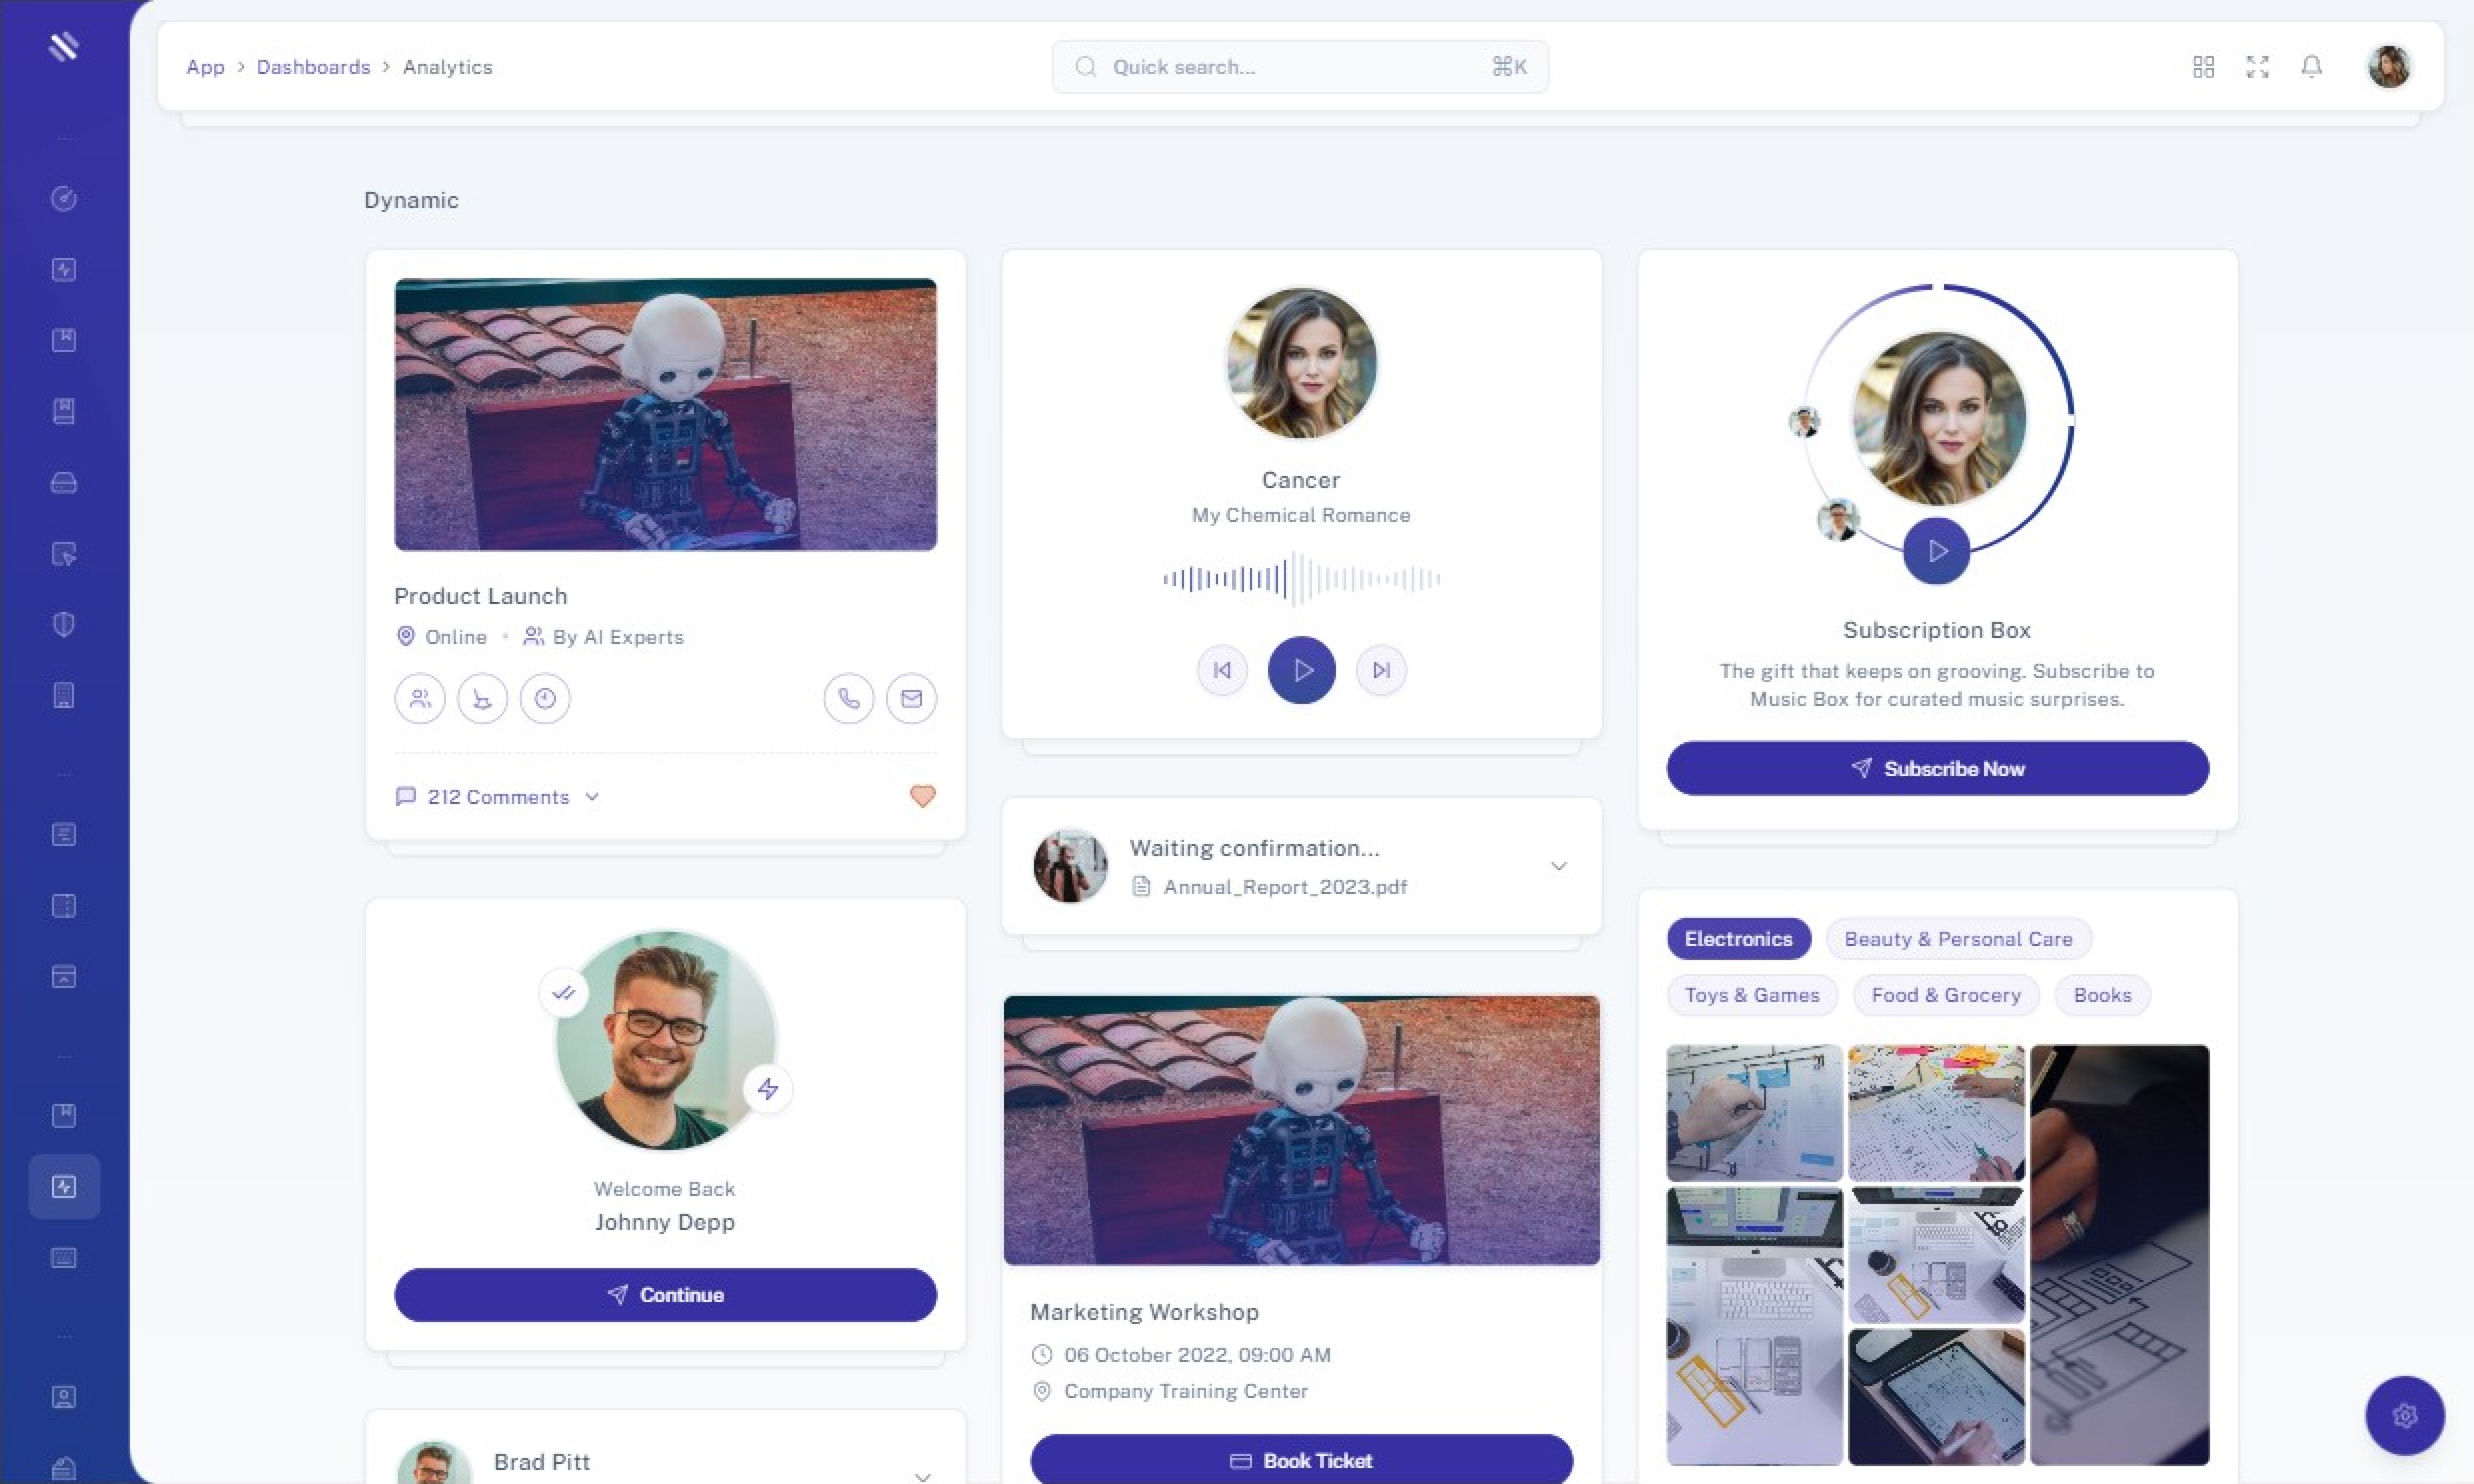 App > Dashboards > Analytics
Quick search... ⌘K
Dynamic
Product Launch
Online • By AI Experts
212 Comments
Welcome Back
Johnny Depp
Continue
Brad Pitt
Cancer
My Chemical Romance
Waiting confirmation...
Annual_Report_2023.pdf
Marketing Workshop
06 October 2022, 09:00 AM
Company Training Center
Book Ticket
Subscription Box
The gift that keeps on grooving. Subscribe to
Music Box for curated music surprises.
Subscribe Now
Electronics Beauty & Personal Care
Toys & Games Food & Grocery Books